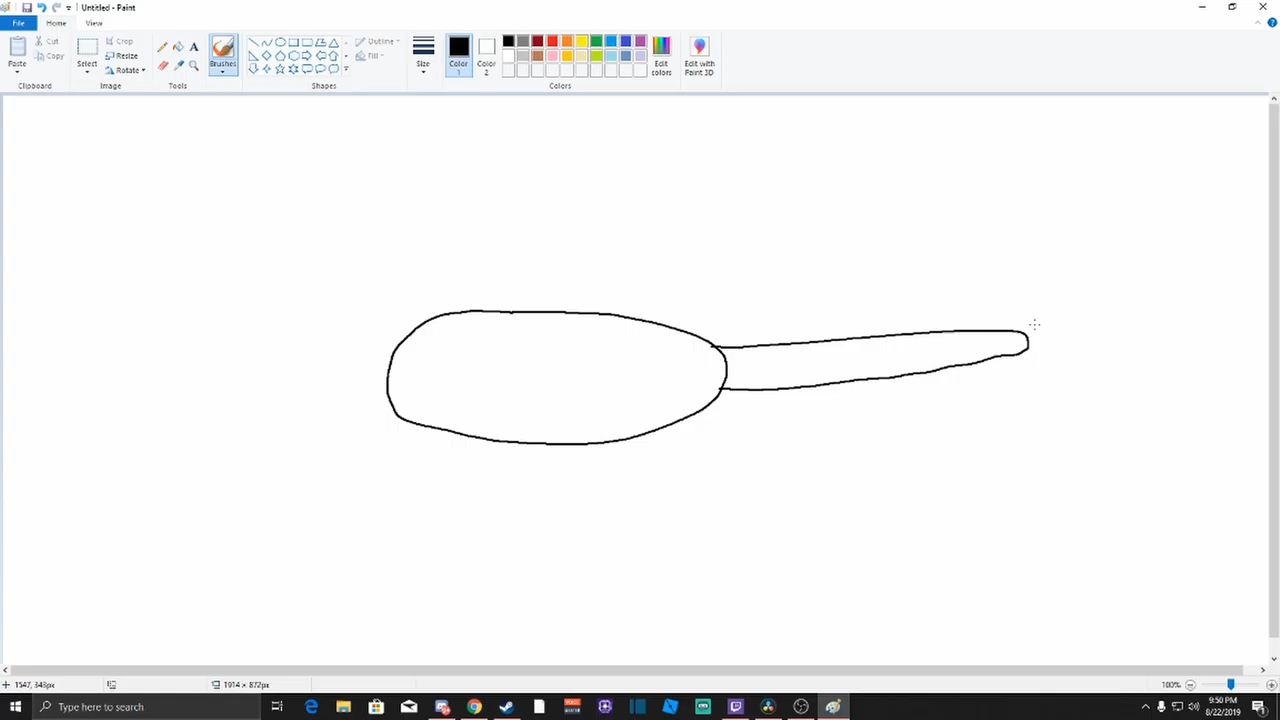 Untitled - Paint
File
Home
View
Paste
Cut
Copy
Clipboard
Select
Crop
Resize
Rotate
Image
Tools
Brushes
Shapes
Outline
Fill
Size
Color 1
Color 2
Edit colors
Colors
Edit with Paint 3D
1547, 343px
1914 × 872px
100%
Type here to search
9:50 PM
8/22/2019